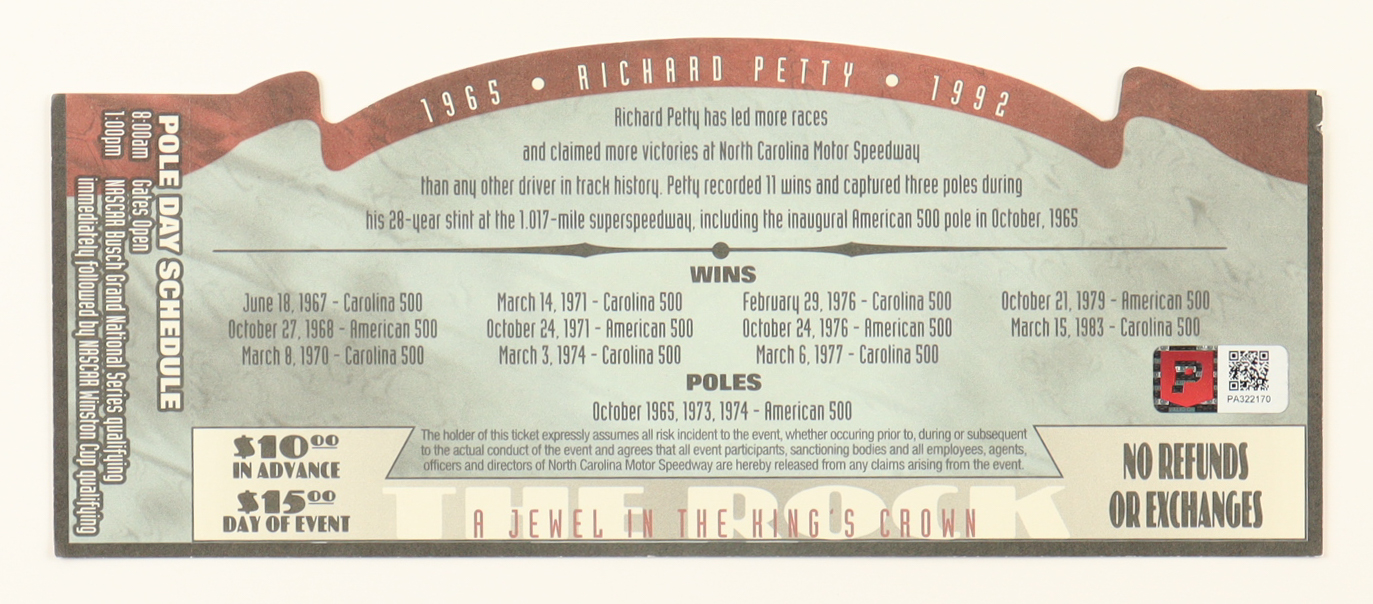 1965 • RICHARD PETTY • 1992
Richard Petty has led more races
and claimed more victories at North Carolina Motor Speedway
than any other driver in track history. Petty recorded 11 wins and captured three poles during
his 28-year stint at the 1.017-mile superspeedway, including the inaugural American 500 pole in October, 1965
WINS
June 18, 1967 - Carolina 500
October 27, 1968 - American 500
March 8, 1970 - Carolina 500
March 14, 1971 - Carolina 500
October 24, 1971 - American 500
March 3, 1974 - Carolina 500
February 29, 1976 - Carolina 500
October 24, 1976 - American 500
March 6, 1977 - Carolina 500
October 21, 1979 - American 500
March 15, 1983 - Carolina 500
POLES
October 1965, 1973, 1974 - American 500
P
PA322170
POLE DAY SCHEDULE
8:00am Gates Open
1:00pm NASCAR Busch Grand National Series qualifying
immediately followed by NASCAR Winston Cup qualifying
$10.00
IN ADVANCE
$15.00
DAY OF EVENT
The holder of this ticket expressly assumes all risk incident to the event, whether occuring prior to, during or subsequent
to the actual conduct of the event and agrees that all event participants, sanctioning bodies and all employees, agents,
officers and directors of North Carolina Motor Speedway are hereby released from any claims arising from the event.
THE ROCK
A JEWEL IN THE KING'S CROWN
NO REFUNDS
OR EXCHANGES